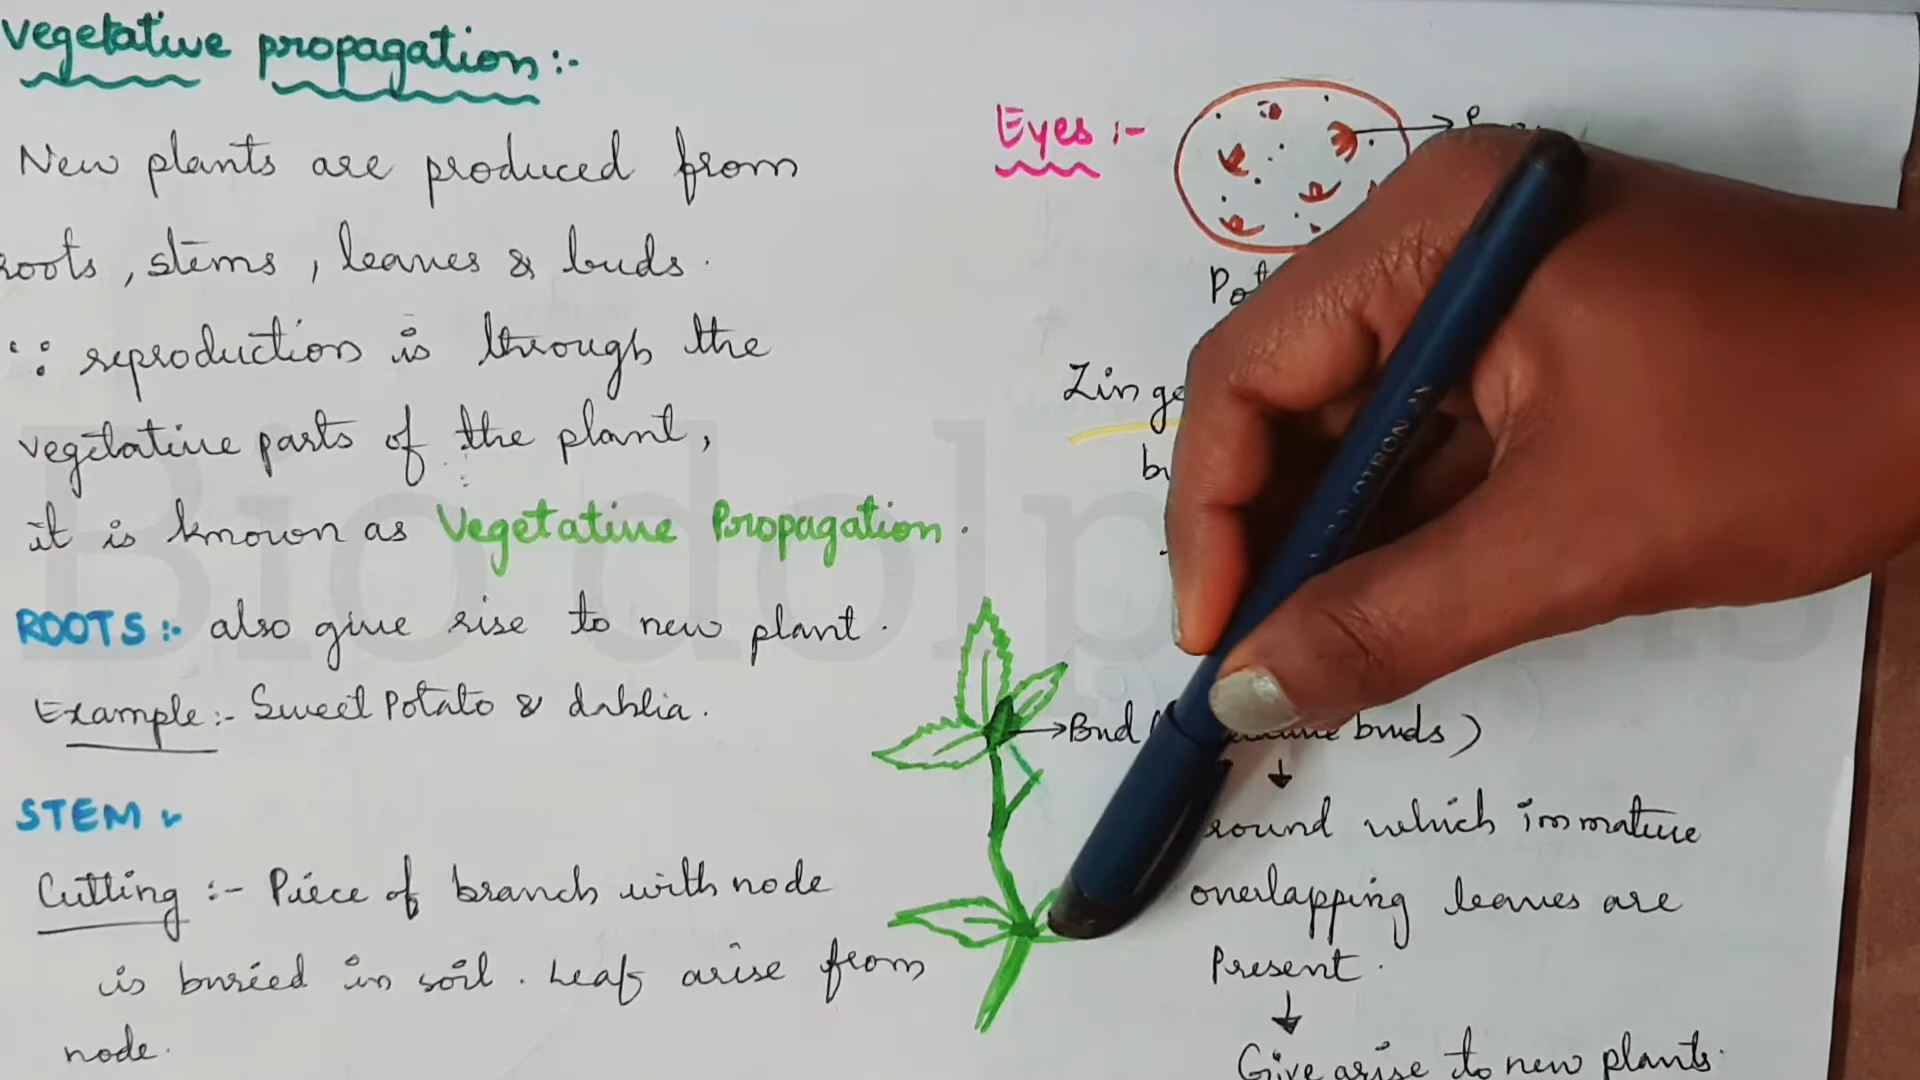 Vegetative propagation:-
New plants are produced from
roots, stems, leaves & buds.
∵ reproduction is through the
vegetative parts of the plant,
it is known as Vegetative Propagation.
ROOTS:- also give rise to new plant.
Example:- Sweet Potato & dahlia.
STEM:-
Cutting:- Piece of branch with node
is buried in soil. Leaf arise from
node.
Eyes:-
Bud ( buds)
↓
round which immature
overlapping leaves are
Present.
↓
Give arise to new plants.
Bio dolp